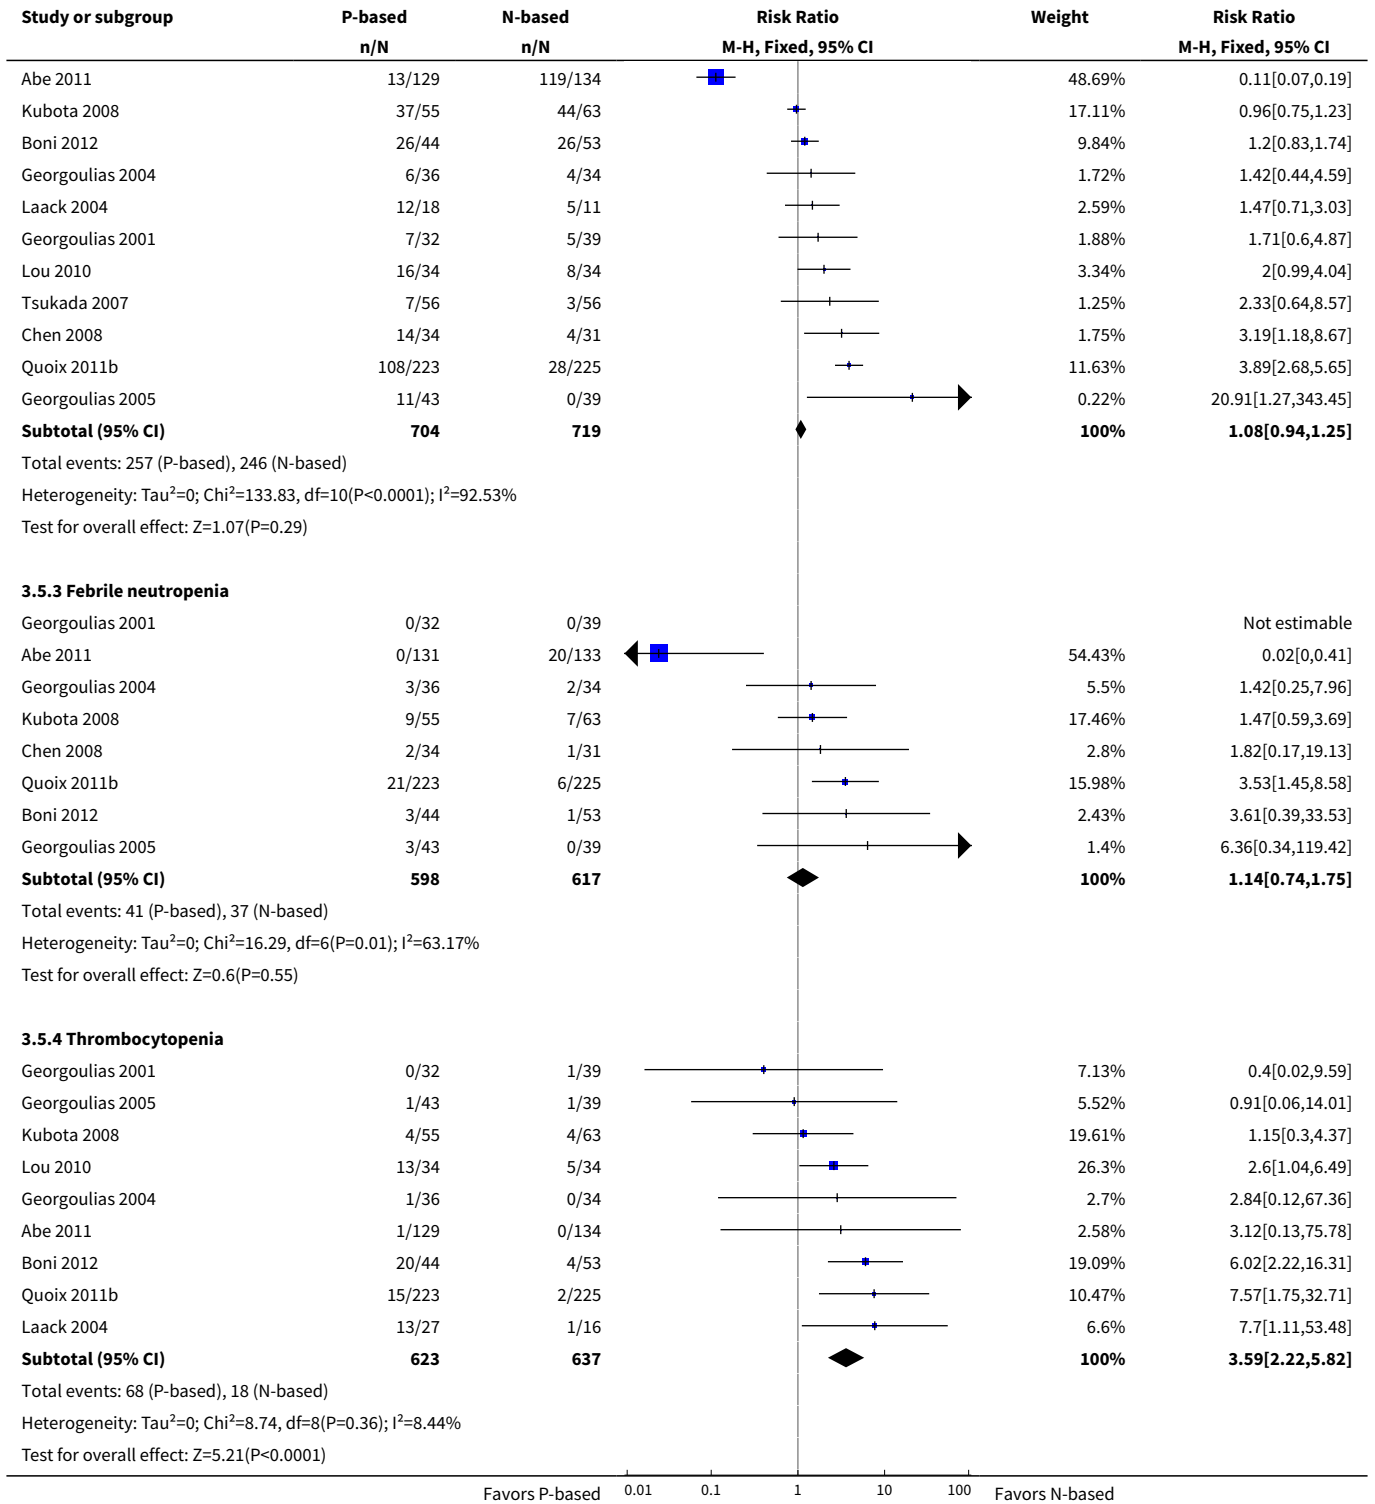 Study or subgroup P-based N-based Risk Ratio Weight Risk Ratio
n/N n/N M-H, Fixed, 95% CI M-H, Fixed, 95% CI
Abe 2011 13/129 119/134 48.69% 0.11[0.07,0.19]
Kubota 2008 37/55 44/63 17.11% 0.96[0.75,1.23]
Boni 2012 26/44 26/53 9.84% 1.2[0.83,1.74]
Georgoulias 2004 6/36 4/34 1.72% 1.42[0.44,4.59]
Laack 2004 12/18 5/11 2.59% 1.47[0.71,3.03]
Georgoulias 2001 7/32 5/39 1.88% 1.71[0.6,4.87]
Lou 2010 16/34 8/34 3.34% 2[0.99,4.04]
Tsukada 2007 7/56 3/56 1.25% 2.33[0.64,8.57]
Chen 2008 14/34 4/31 1.75% 3.19[1.18,8.67]
Quoix 2011b 108/223 28/225 11.63% 3.89[2.68,5.65]
Georgoulias 2005 11/43 0/39 0.22% 20.91[1.27,343.45]
Subtotal (95% CI) 704 719 100% 1.08[0.94,1.25]
Total events: 257 (P-based), 246 (N-based)
Heterogeneity: Tau²=0; Chi²=133.83, df=10(P<0.0001); I²=92.53%
Test for overall effect: Z=1.07(P=0.29)
3.5.3 Febrile neutropenia
Georgoulias 2001 0/32 0/39 Not estimable
Abe 2011 0/131 20/133 54.43% 0.02[0,0.41]
Georgoulias 2004 3/36 2/34 5.5% 1.42[0.25,7.96]
Kubota 2008 9/55 7/63 17.46% 1.47[0.59,3.69]
Chen 2008 2/34 1/31 2.8% 1.82[0.17,19.13]
Quoix 2011b 21/223 6/225 15.98% 3.53[1.45,8.58]
Boni 2012 3/44 1/53 2.43% 3.61[0.39,33.53]
Georgoulias 2005 3/43 0/39 1.4% 6.36[0.34,119.42]
Subtotal (95% CI) 598 617 100% 1.14[0.74,1.75]
Total events: 41 (P-based), 37 (N-based)
Heterogeneity: Tau²=0; Chi²=16.29, df=6(P=0.01); I²=63.17%
Test for overall effect: Z=0.6(P=0.55)
3.5.4 Thrombocytopenia
Georgoulias 2001 0/32 1/39 7.13% 0.4[0.02,9.59]
Georgoulias 2005 1/43 1/39 5.52% 0.91[0.06,14.01]
Kubota 2008 4/55 4/63 19.61% 1.15[0.3,4.37]
Lou 2010 13/34 5/34 26.3% 2.6[1.04,6.49]
Georgoulias 2004 1/36 0/34 2.7% 2.84[0.12,67.36]
Abe 2011 1/129 0/134 2.58% 3.12[0.13,75.78]
Boni 2012 20/44 4/53 19.09% 6.02[2.22,16.31]
Quoix 2011b 15/223 2/225 10.47% 7.57[1.75,32.71]
Laack 2004 13/27 1/16 6.6% 7.7[1.11,53.48]
Subtotal (95% CI) 623 637 100% 3.59[2.22,5.82]
Total events: 68 (P-based), 18 (N-based)
Heterogeneity: Tau²=0; Chi²=8.74, df=8(P=0.36); I²=8.44%
Test for overall effect: Z=5.21(P<0.0001)
Favors P-based 0.01 0.1 1 10 100 Favors N-based